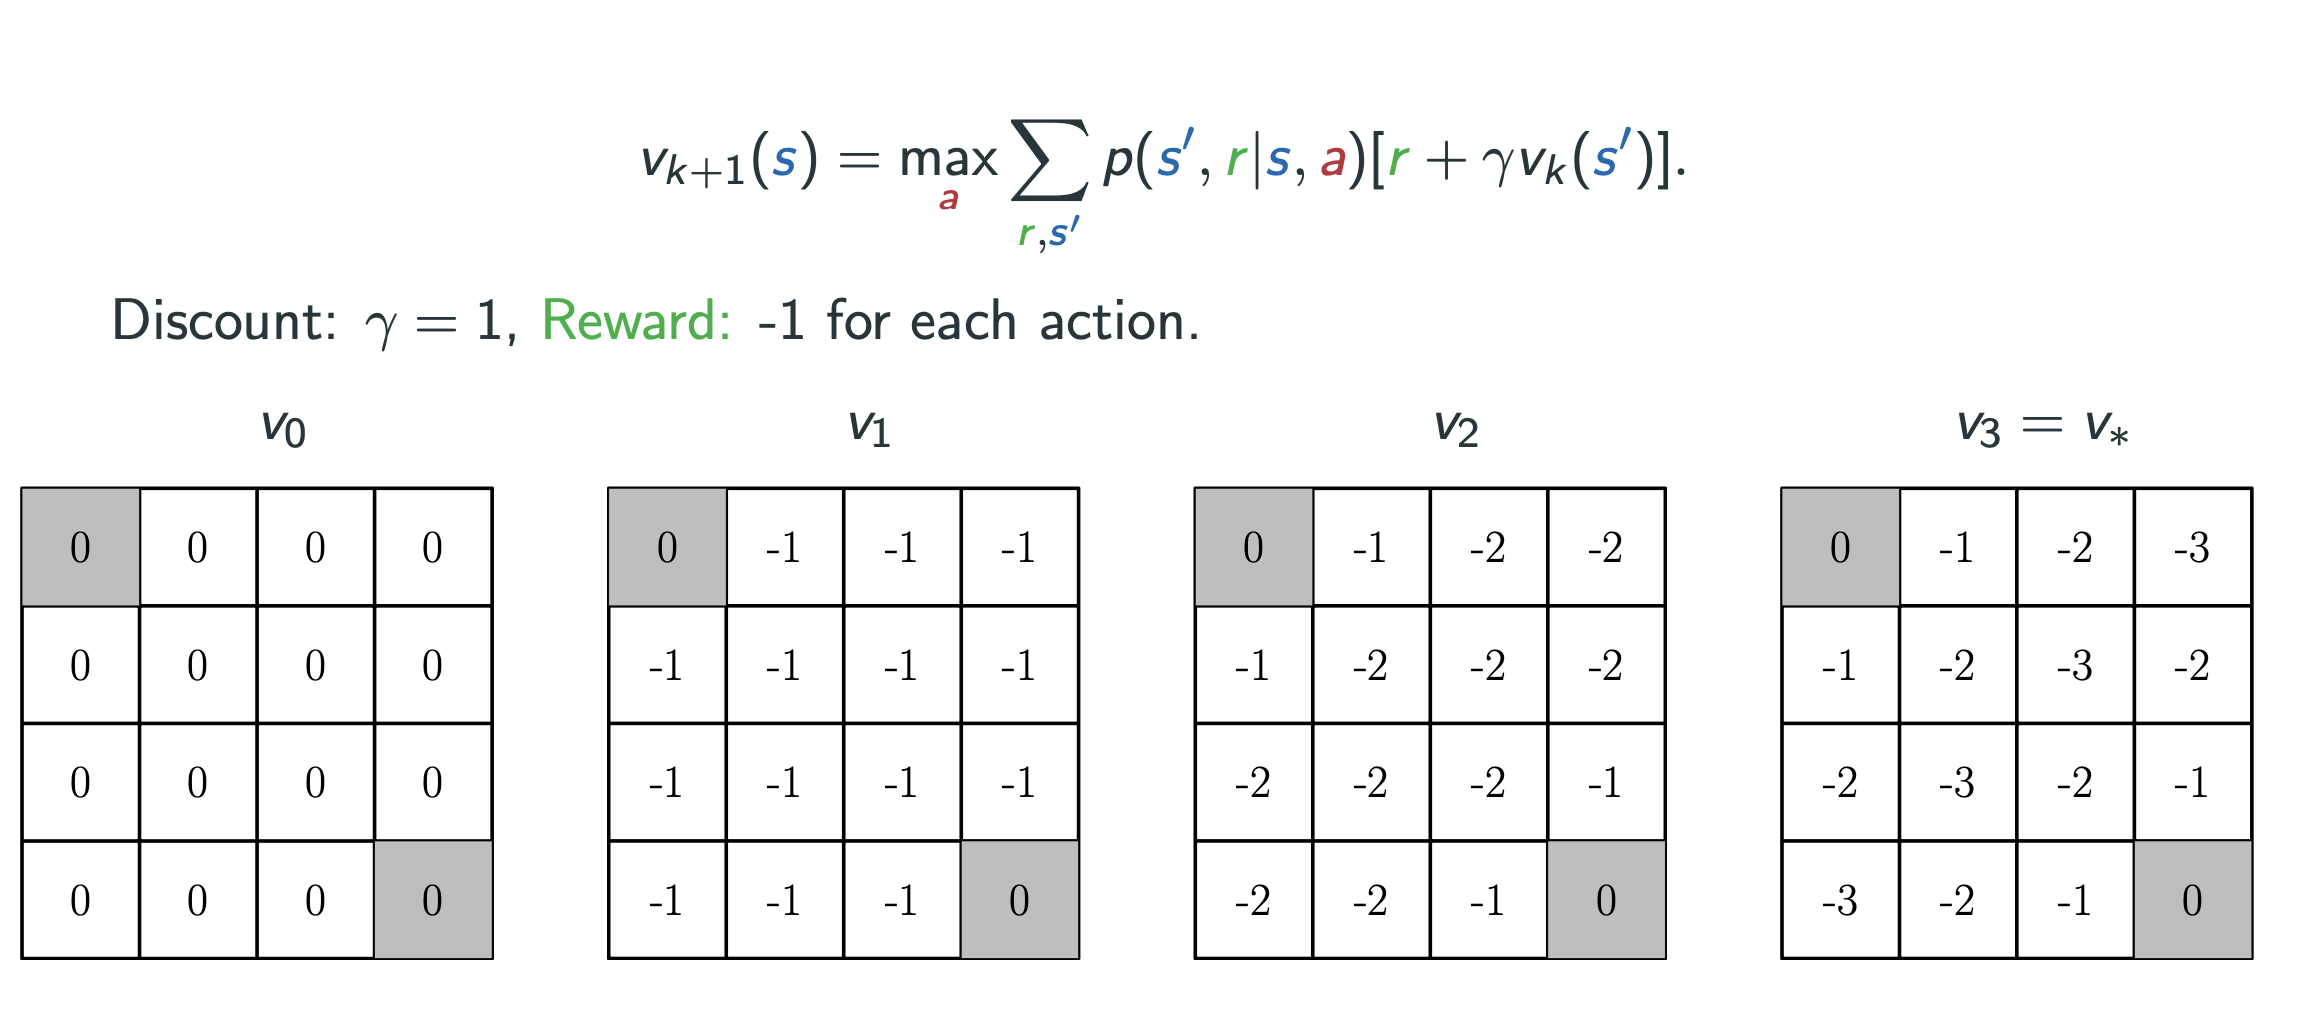 v_{k+1}(s) = max_a ∑_{r,s′} p(s′, r|s, a)[r + γv_k(s′)].
Discount: γ = 1, Reward: -1 for each action.
v_0 v_1 v_2 v_3 = v_*
0 0 0 0 0 -1 -1 -1 0 -1 -2 -2 0 -1 -2 -3
0 0 0 0 -1 -1 -1 -1 -1 -2 -2 -2 -1 -2 -3 -2
0 0 0 0 -1 -1 -1 -1 -2 -2 -2 -1 -2 -3 -2 -1
0 0 0 0 -1 -1 -1 0 -2 -2 -1 0 -3 -2 -1 0